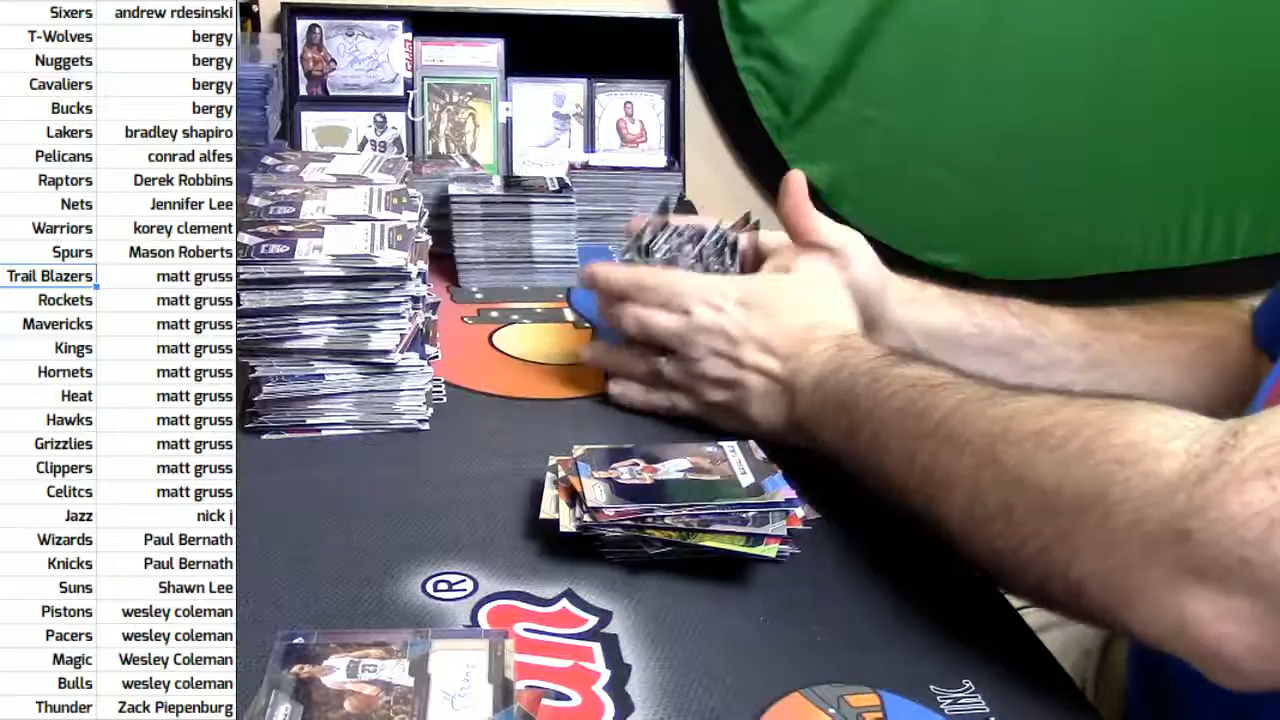 Sixers andrew rdesinski
T-Wolves bergy
Nuggets bergy
Cavaliers bergy
Bucks bergy
Lakers bradley shapiro
Pelicans conrad alfes
Raptors Derek Robbins
Nets Jennifer Lee
Warriors korey clement
Spurs Mason Roberts
Trail Blazers matt gruss
Rockets matt gruss
Mavericks matt gruss
Kings matt gruss
Hornets matt gruss
Heat matt gruss
Hawks matt gruss
Grizzlies matt gruss
Clippers matt gruss
Celitcs matt gruss
Jazz nick j
Wizards Paul Bernath
Knicks Paul Bernath
Suns Shawn Lee
Pistons wesley coleman
Pacers wesley coleman
Magic Wesley Coleman
Bulls wesley coleman
Thunder Zack Piepenburg
99
®
un
INK